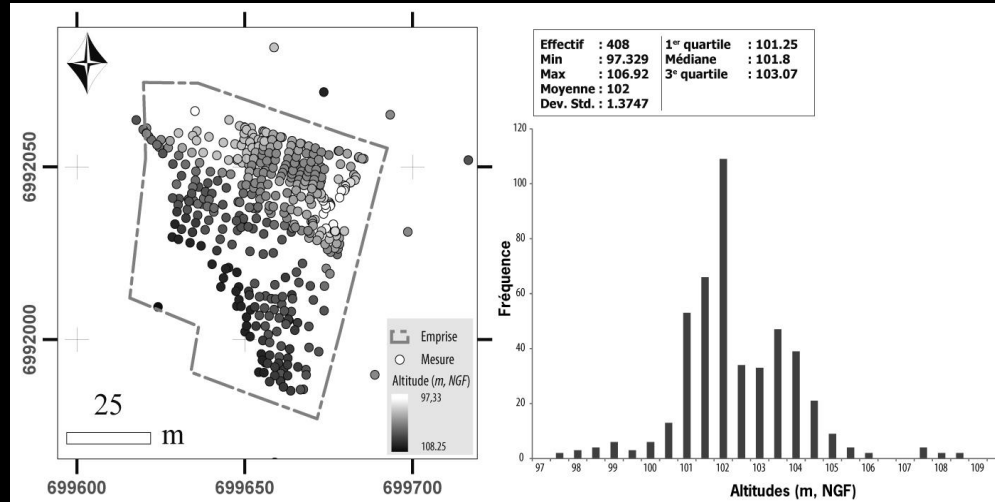 6992050
6992000
Emprise
Mesure
Altitude (m, NGF)
97,33
108.25
25
m
699600 699650 699700
Effectif : 408
Min : 97.329
Max : 106.92
Moyenne : 102
Dev. Std. : 1.3747
1er quartile : 101.25
Médiane : 101.8
3e quartile : 103.07
Fréquence
120
100
80
60
40
20
0
97 98 99 100 101 102 103 104 105 106 107 108 109
Altitudes (m, NGF)